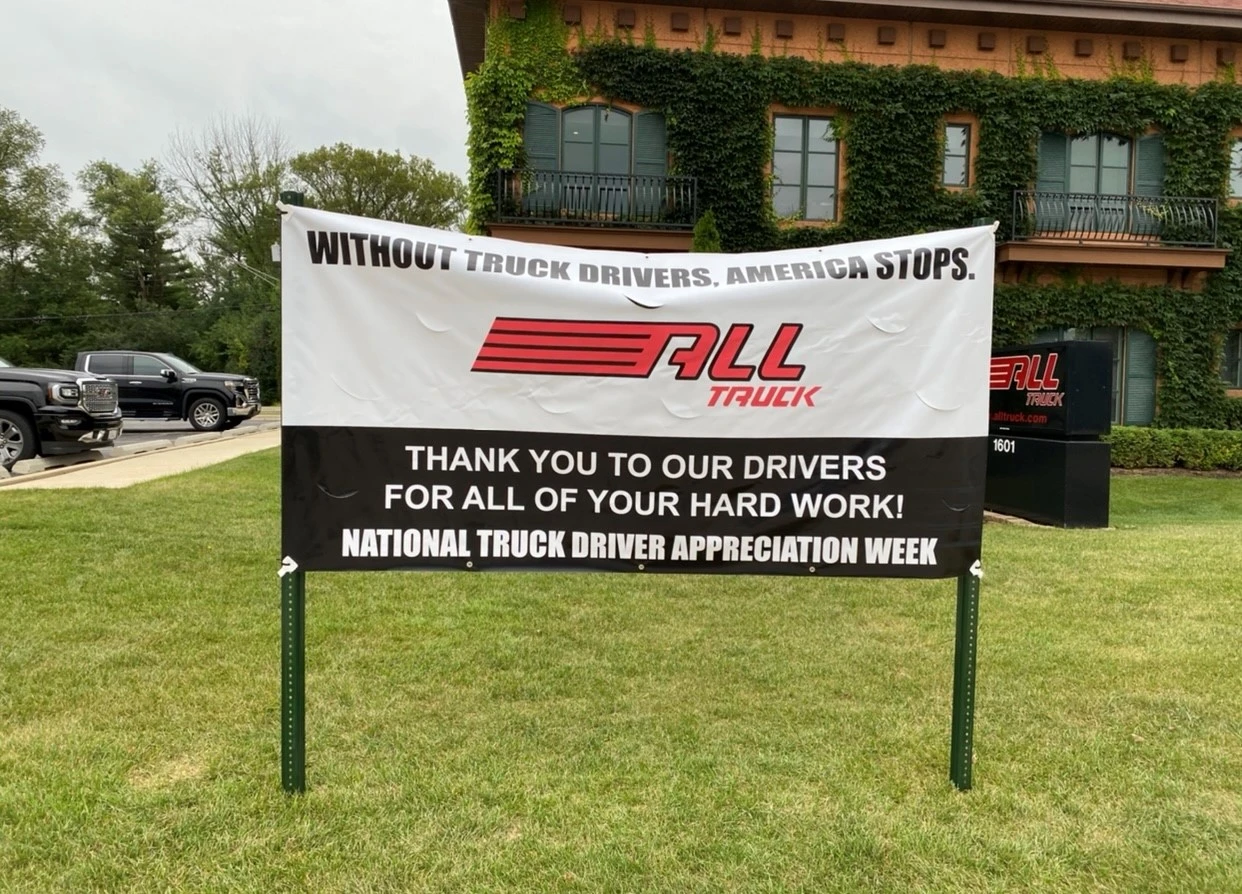 WITHOUT TRUCK DRIVERS, AMERICA STOPS.
ALL
TRUCK
THANK YOU TO OUR DRIVERS
FOR ALL OF YOUR HARD WORK!
NATIONAL TRUCK DRIVER APPRECIATION WEEK
ALL
TRUCK
.alltruck.com
1601